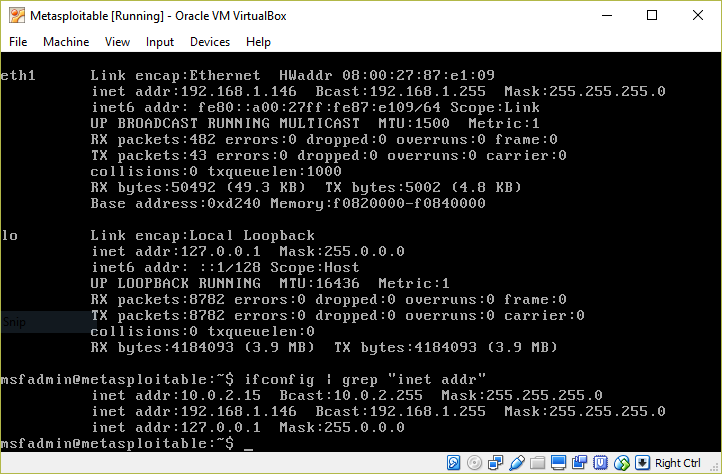 Metasploitable [Running] - Oracle VM VirtualBox
File Machine View Input Devices Help
eth1 Link encap:Ethernet HWaddr 08:00:27:87:e1:09
inet addr:192.168.1.146 Bcast:192.168.1.255 Mask:255.255.255.0
inet6 addr: fe80::a00:27ff:fe87:e109/64 Scope:Link
UP BROADCAST RUNNING MULTICAST MTU:1500 Metric:1
RX packets:482 errors:0 dropped:0 overruns:0 frame:0
TX packets:43 errors:0 dropped:0 overruns:0 carrier:0
collisions:0 txqueuelen:1000
RX bytes:50492 (49.3 KB) TX bytes:5002 (4.8 KB)
Base address:0xd240 Memory:f0820000-f0840000
lo Link encap:Local Loopback
inet addr:127.0.0.1 Mask:255.0.0.0
inet6 addr: ::1/128 Scope:Host
UP LOOPBACK RUNNING MTU:16436 Metric:1
RX packets:8782 errors:0 dropped:0 overruns:0 frame:0
Snip
TX packets:8782 errors:0 dropped:0 overruns:0 carrier:0
collisions:0 txqueuelen:0
RX bytes:4184093 (3.9 MB) TX bytes:4184093 (3.9 MB)
msfadmin@metasploitable:~$ ifconfig | grep "inet addr"
inet addr:10.0.2.15 Bcast:10.0.2.255 Mask:255.255.255.0
inet addr:192.168.1.146 Bcast:192.168.1.255 Mask:255.255.255.0
inet addr:127.0.0.1 Mask:255.0.0.0
msfadmin@metasploitable:~$ _
Right Ctrl